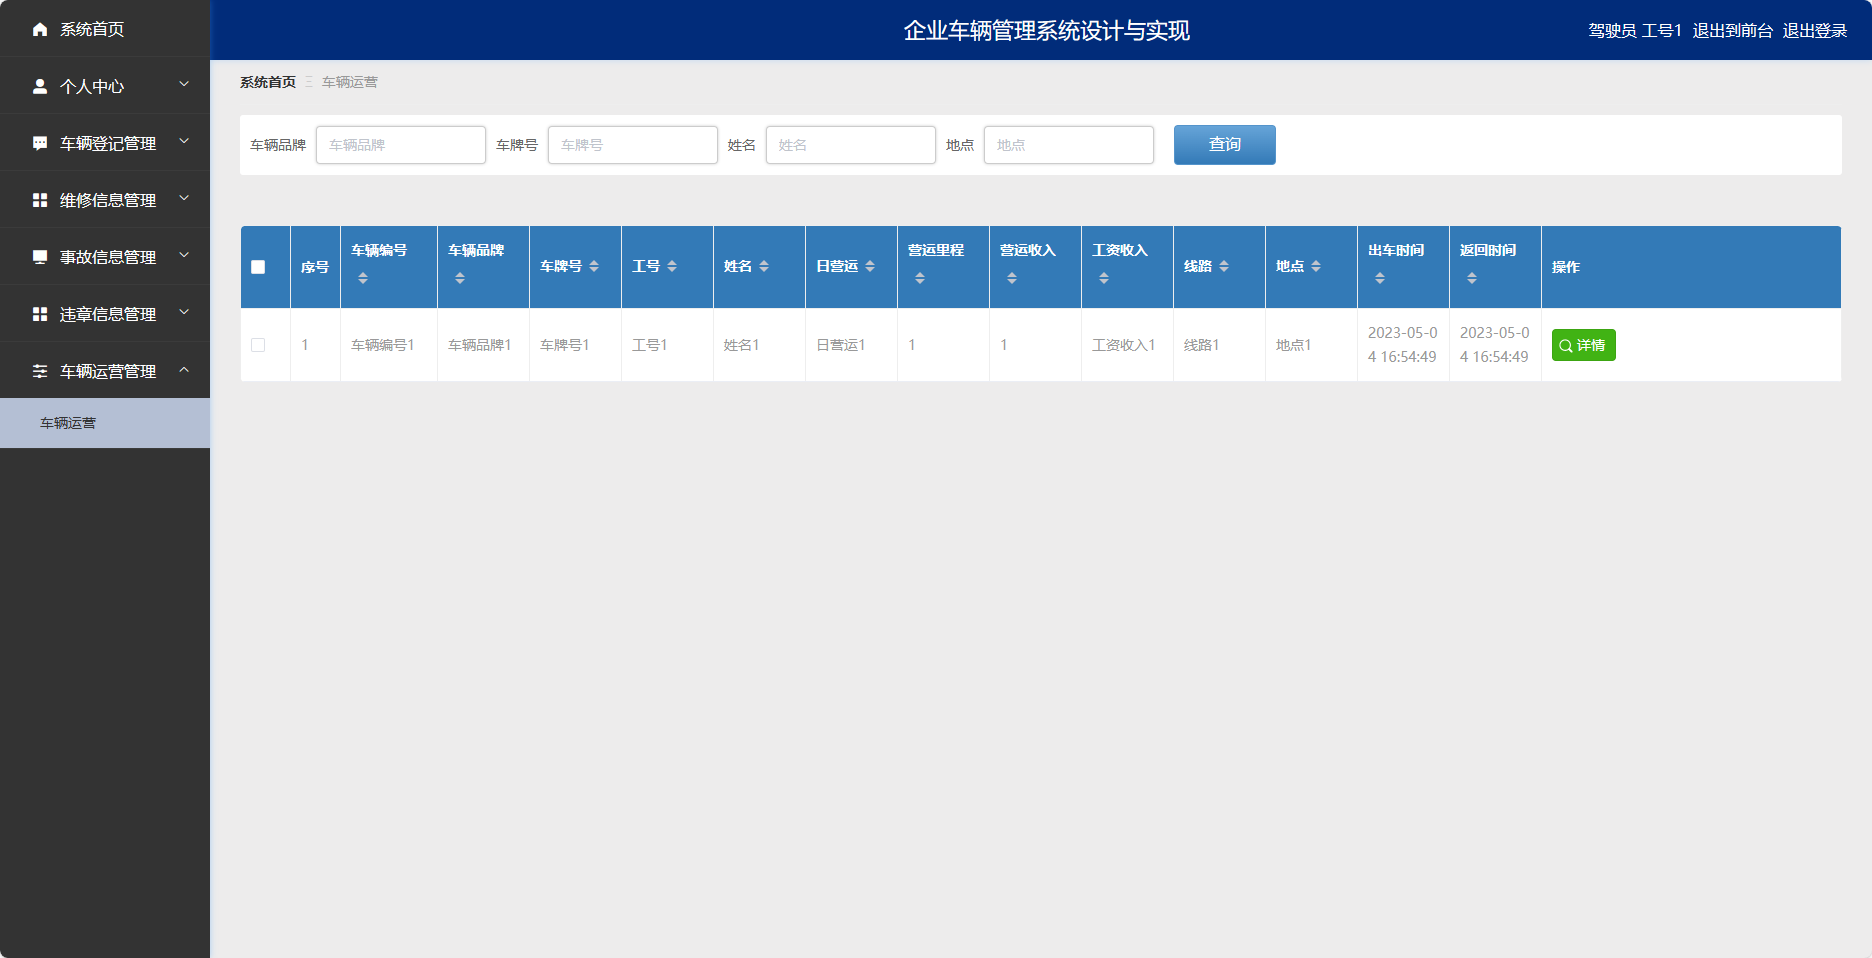 企业车辆管理系统设计与实现
驾驶员 工号1 退出到前台 退出登录
系统首页
个人中心
车辆登记管理
维修信息管理
事故信息管理
违章信息管理
车辆运营管理
车辆运营
系统首页 车辆运营
车辆品牌 车辆品牌 车牌号 车牌号 姓名 姓名 地点 地点 查询
序号 车辆编号 车辆品牌 车牌号 工号 姓名 日营运 营运里程 营运收入 工资收入 线路 地点 出车时间 返回时间 操作
1 车辆编号1 车辆品牌1 车牌号1 工号1 姓名1 日营运1 1 1 工资收入1 线路1 地点1 2023-05-04 16:54:49 2023-05-04 16:54:49 详情